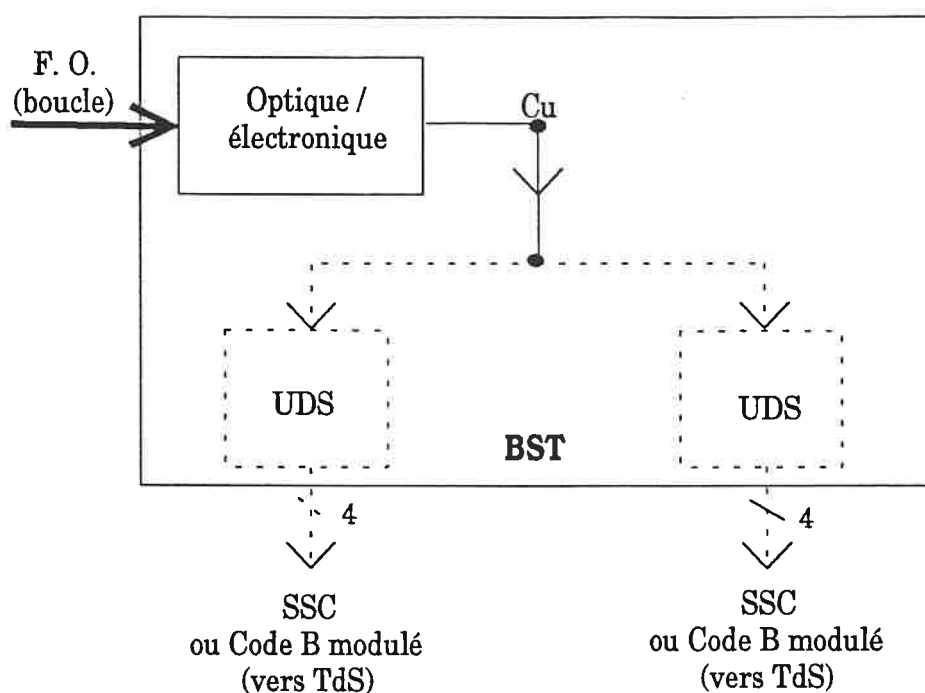 F. O.
(boucle)
Optique /
électronique
Cu
UDS
UDS
BST
4
4
SSC
ou Code B modulé
(vers TdS)
SSC
ou Code B modulé
(vers TdS)